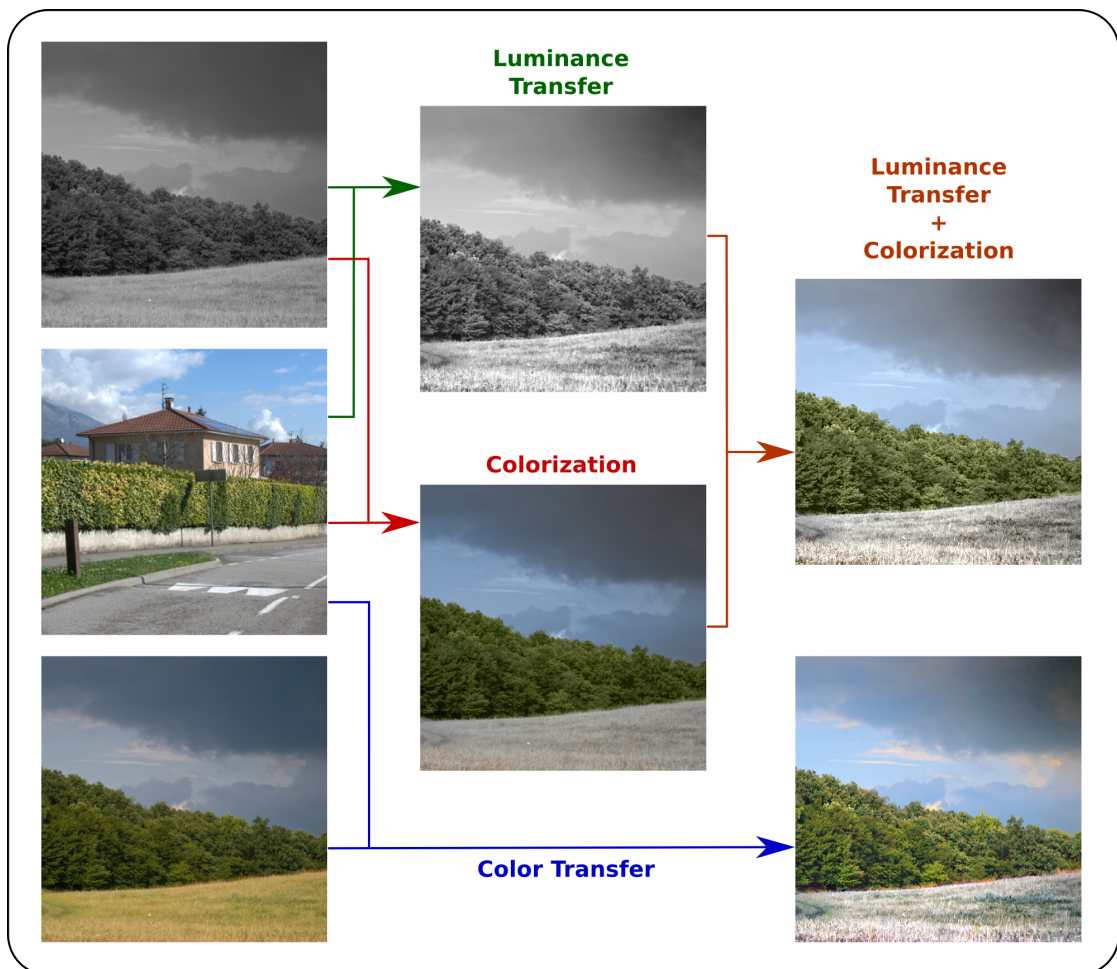 Luminance
Transfer
Luminance
Transfer
+
Colorization
Colorization
Color Transfer